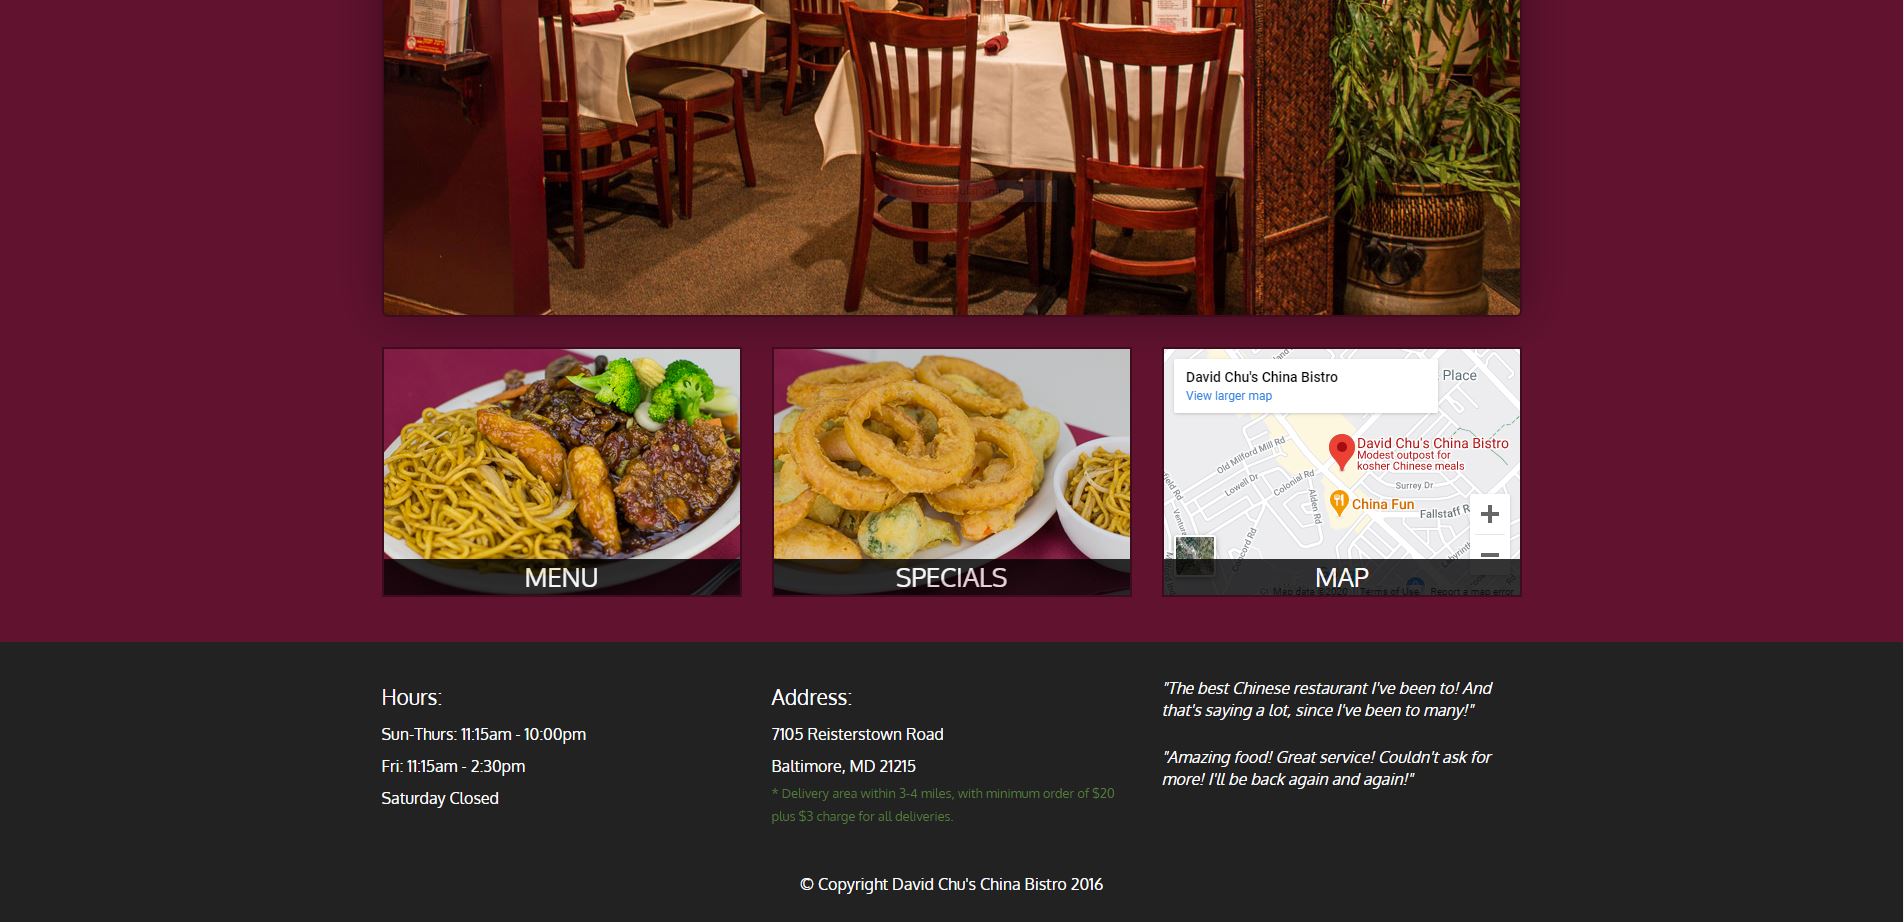 David Chu's China Bistro
View larger map
Place
David Chu's China Bistro
Modest outpost for
kosher Chinese meals
Old Milford Mill Rd
Lowell Dr
Colonial Rd
Surrey Dr
China Fun
Alden Rd
Fallstaff R
Concord Rd
Labyrinth
MENU
SPECIALS
MAP
Map data ©2020
Terms of Use
Report a map error
Hours:
Sun-Thurs: 11:15am - 10:00pm
Fri: 11:15am - 2:30pm
Saturday Closed
Address:
7105 Reisterstown Road
Baltimore, MD 21215
* Delivery area within 3-4 miles, with minimum order of $20
plus $3 charge for all deliveries.
"The best Chinese restaurant I've been to! And
that's saying a lot, since I've been to many!"
"Amazing food! Great service! Couldn't ask for
more! I'll be back again and again!"
© Copyright David Chu's China Bistro 2016